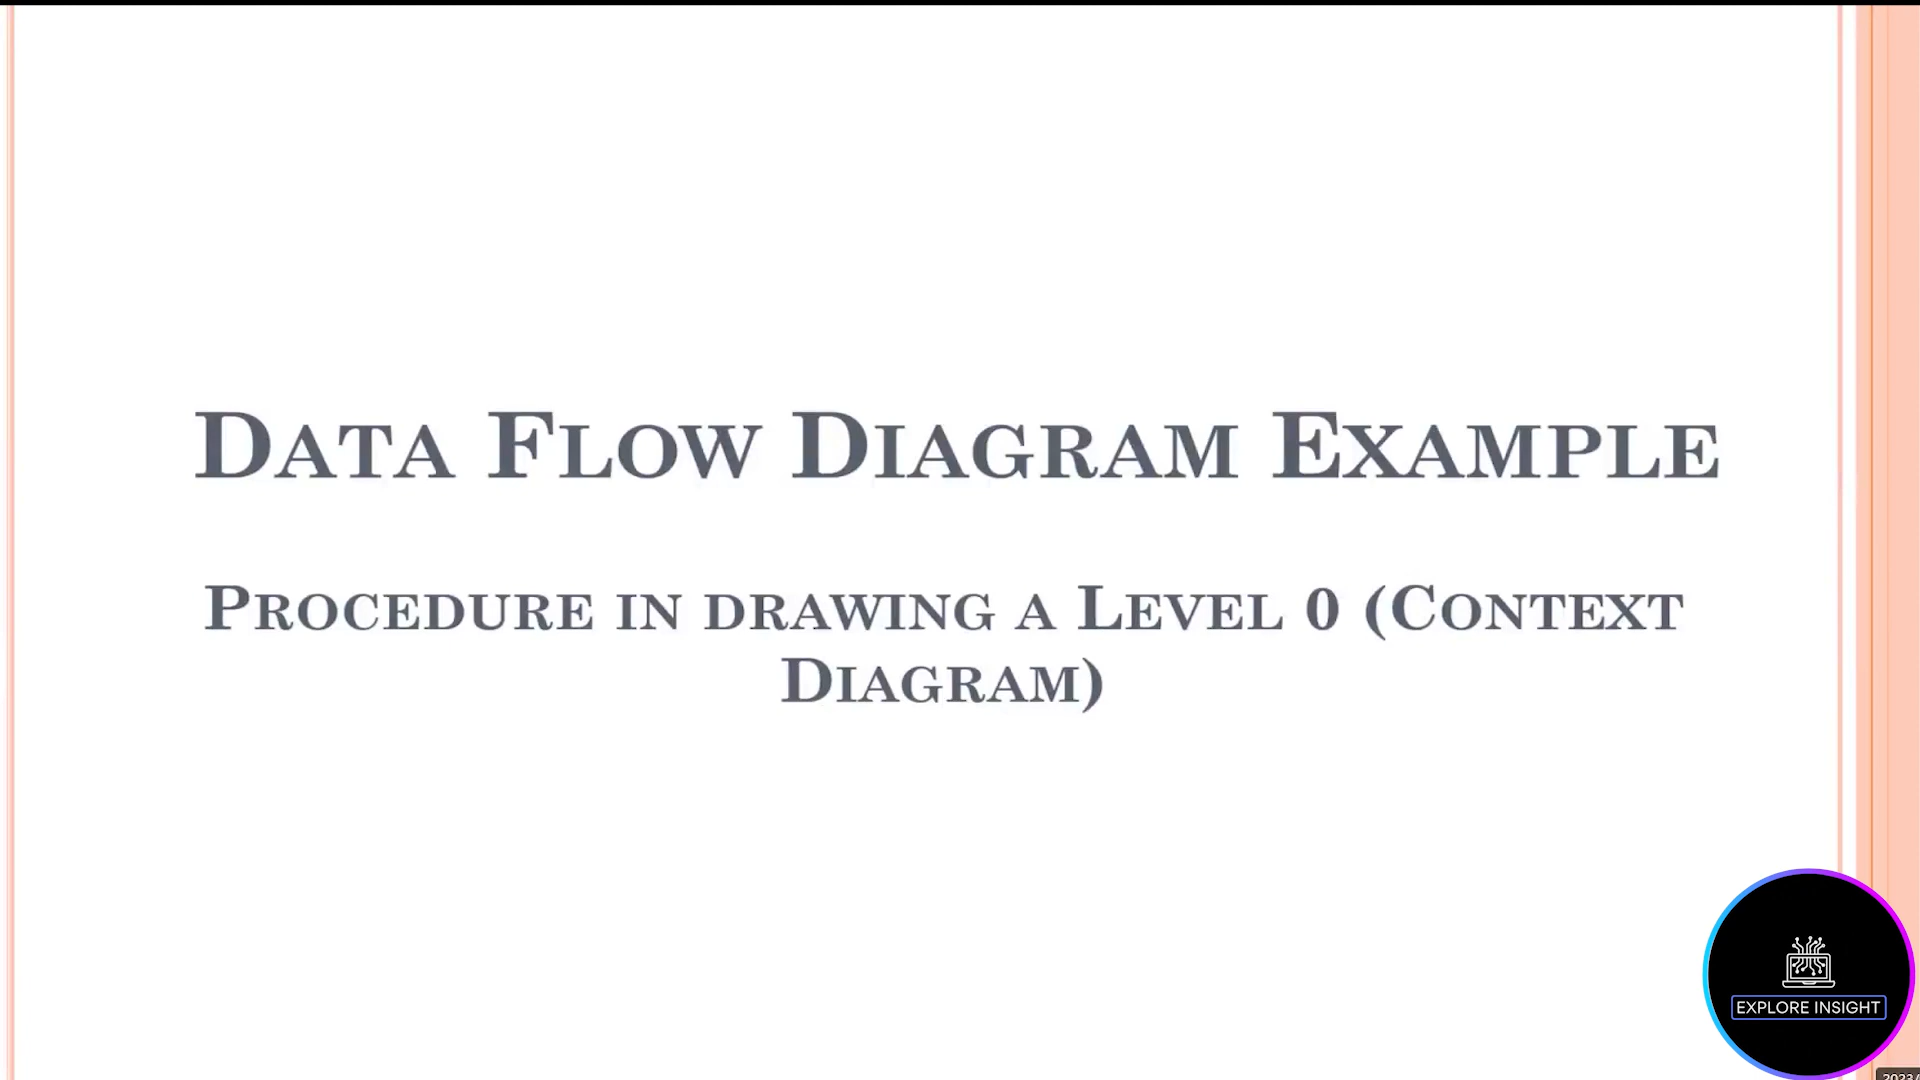 DATA FLOW DIAGRAM EXAMPLE
PROCEDURE IN DRAWING A LEVEL 0 (CONTEXT
DIAGRAM)
EXPLORE INSIGHT